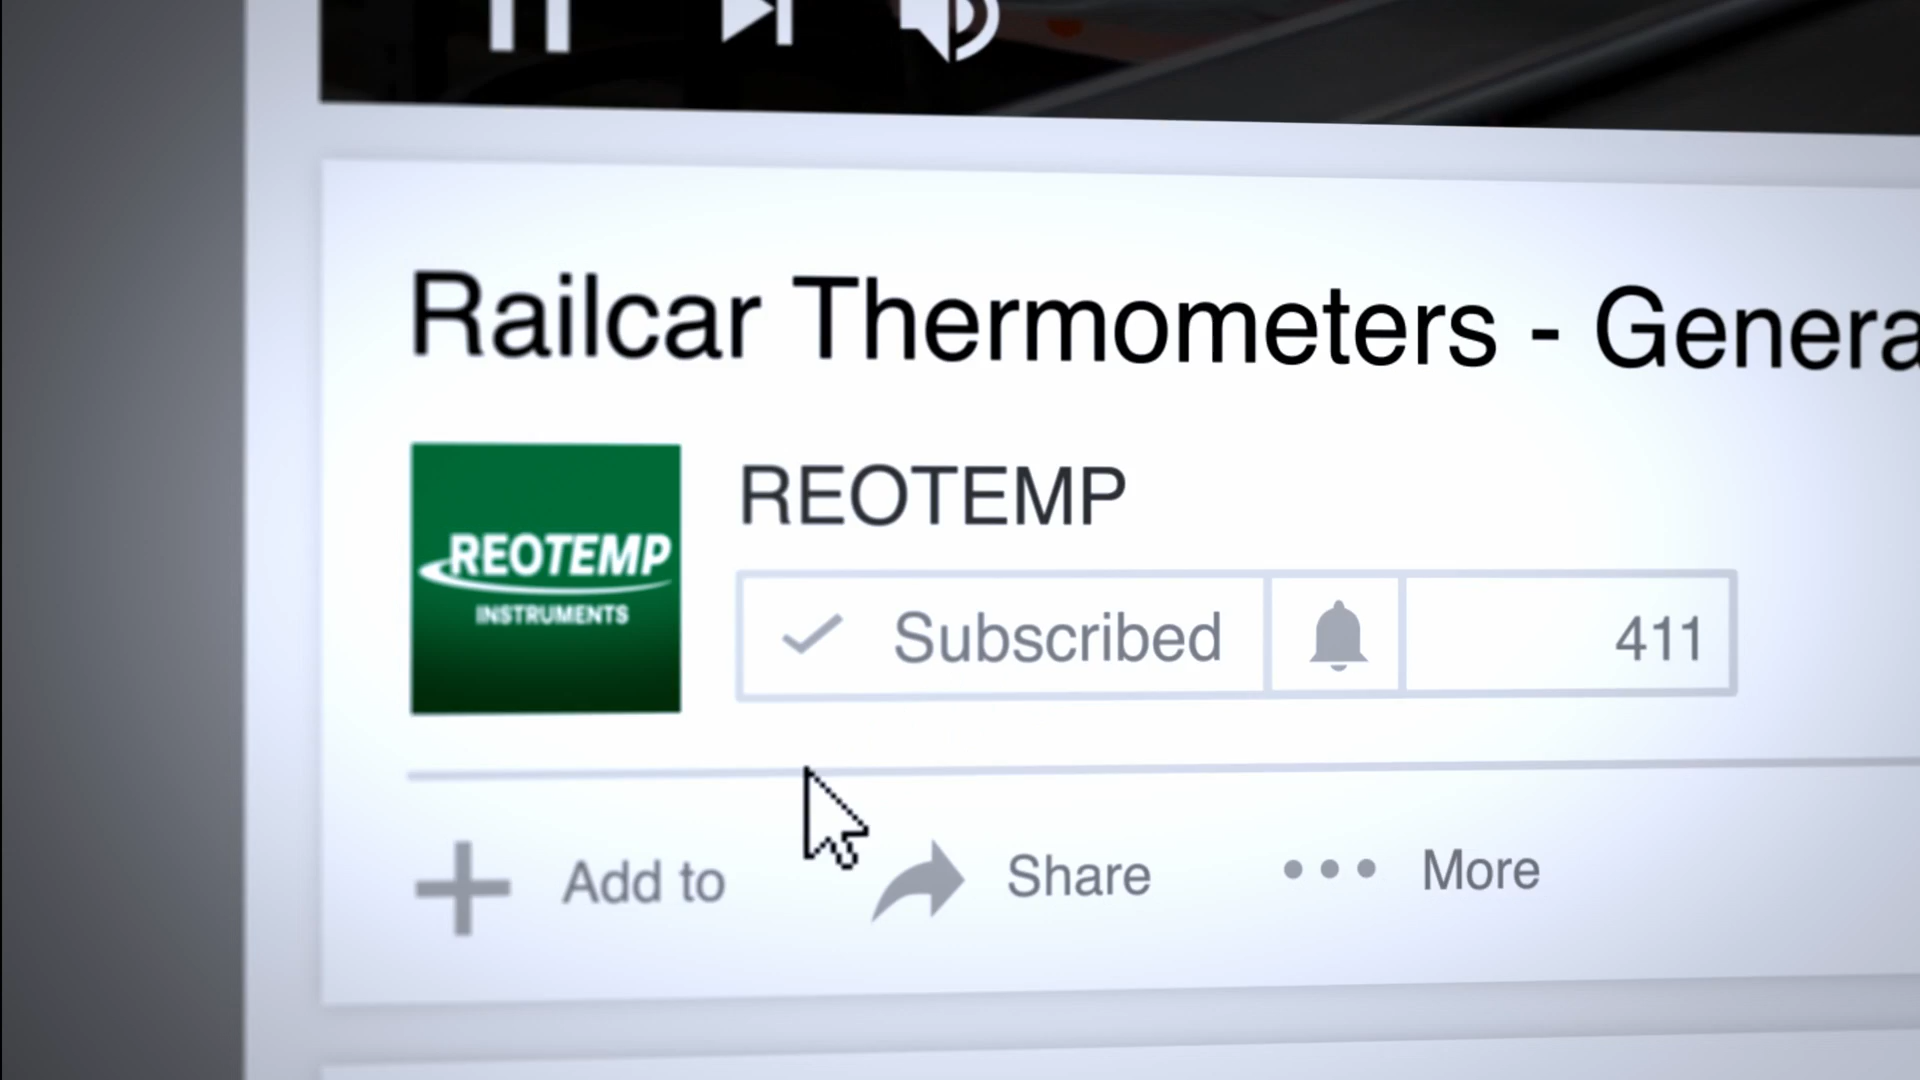 Railcar Thermometers - Genera
REOTEMP
REOTEMP
INSTRUMENTS
Subscribed
411
Add to
Share
More